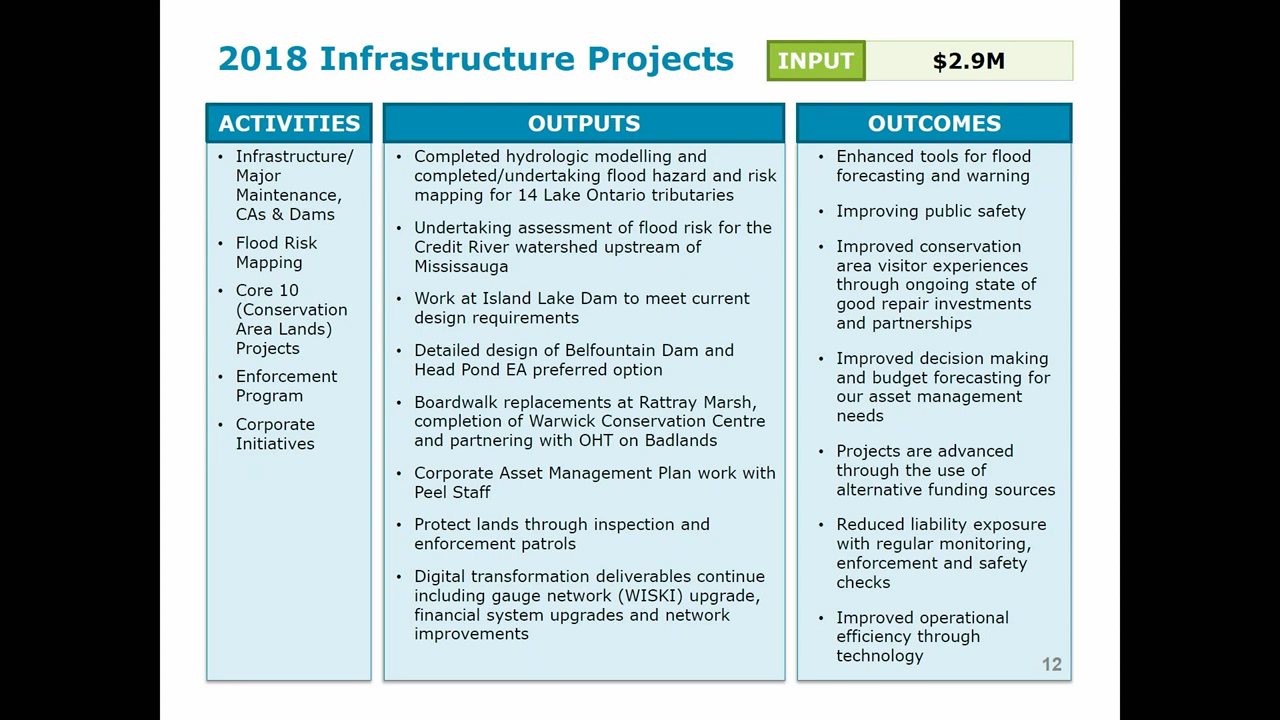 2018 Infrastructure Projects
INPUT
$2.9M
ACTIVITIES
• Infrastructure/
Major
Maintenance,
CAs & Dams
• Flood Risk
Mapping
• Core 10
(Conservation
Area Lands)
Projects
• Enforcement
Program
• Corporate
Initiatives
OUTPUTS
• Completed hydrologic modelling and
completed/undertaking flood hazard and risk
mapping for 14 Lake Ontario tributaries
• Undertaking assessment of flood risk for the
Credit River watershed upstream of
Mississauga
• Work at Island Lake Dam to meet current
design requirements
• Detailed design of Belfountain Dam and
Head Pond EA preferred option
• Boardwalk replacements at Rattray Marsh,
completion of Warwick Conservation Centre
and partnering with OHT on Badlands
• Corporate Asset Management Plan work with
Peel Staff
• Protect lands through inspection and
enforcement patrols
• Digital transformation deliverables continue
including gauge network (WISKI) upgrade,
financial system upgrades and network
improvements
OUTCOMES
• Enhanced tools for flood
forecasting and warning
• Improving public safety
• Improved conservation
area visitor experiences
through ongoing state of
good repair investments
and partnerships
• Improved decision making
and budget forecasting for
our asset management
needs
• Projects are advanced
through the use of
alternative funding sources
• Reduced liability exposure
with regular monitoring,
enforcement and safety
checks
• Improved operational
efficiency through
technology
12